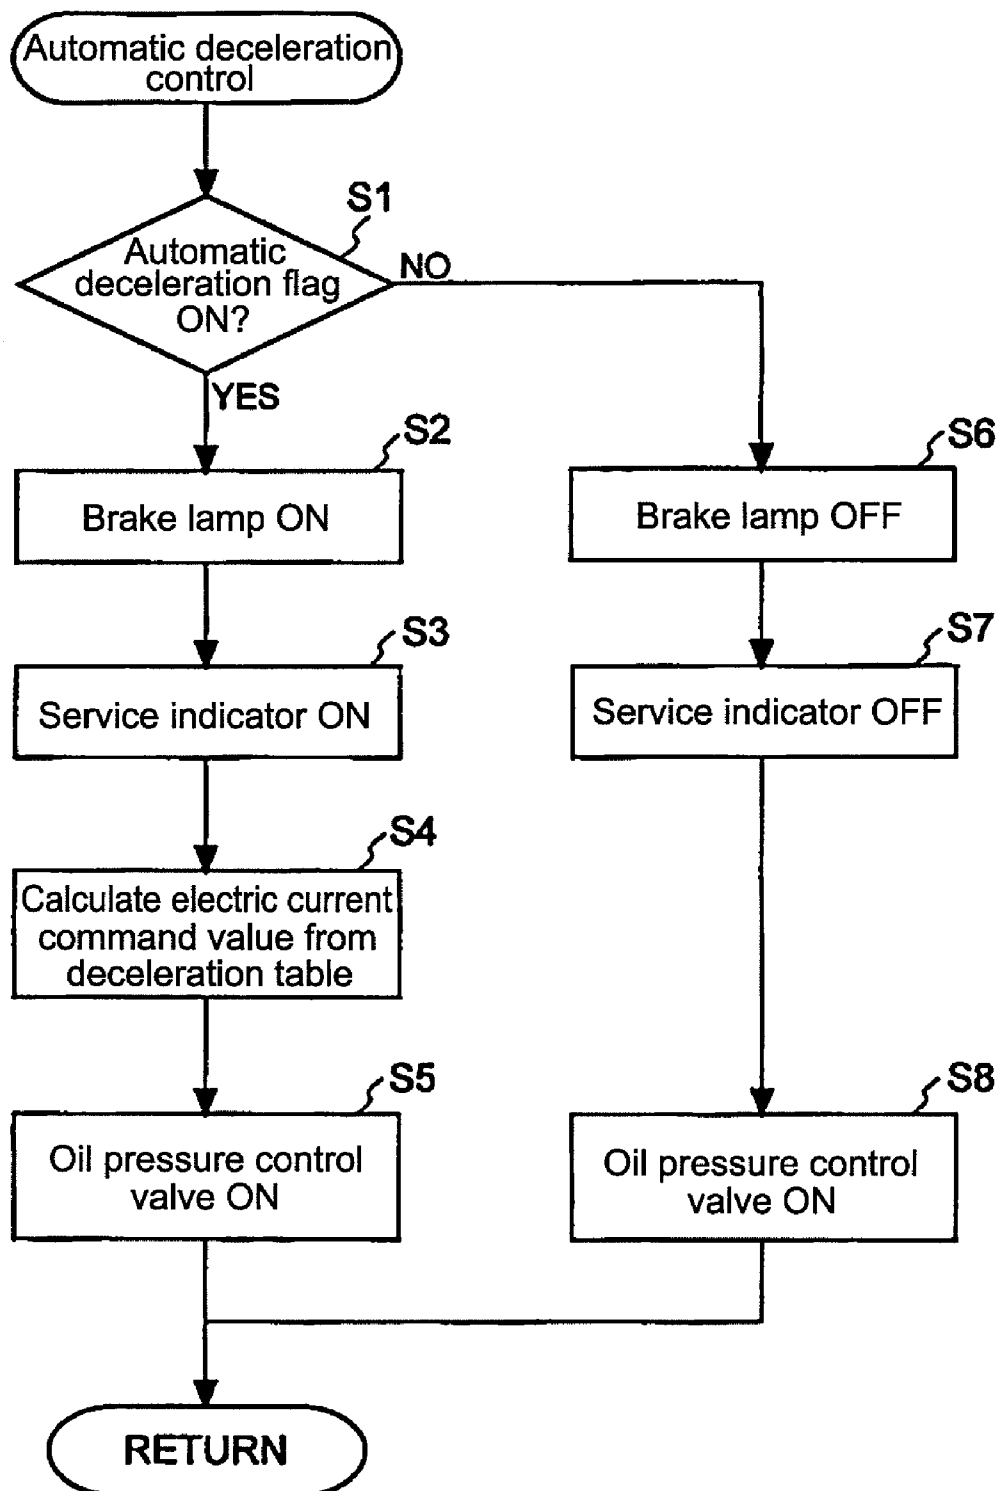 Automatic deceleration
control
S1
Automatic
deceleration flag
ON?
NO
YES
S2
Brake lamp ON
S3
Service indicator ON
S4
Calculate electric current
command value from
deceleration table
S5
Oil pressure control
valve ON
S6
Brake lamp OFF
S7
Service indicator OFF
S8
Oil pressure control
valve ON
RETURN